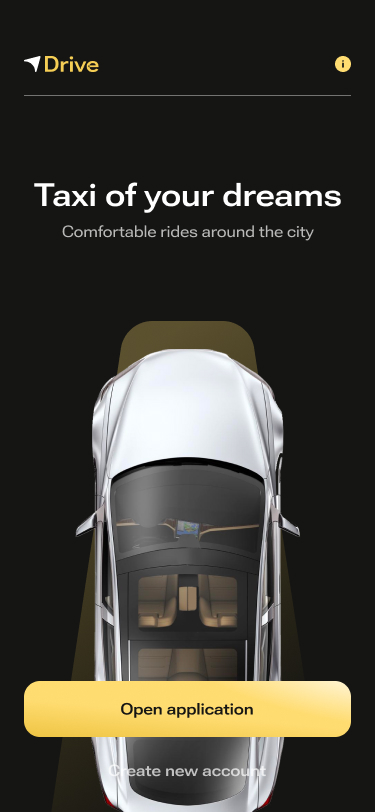 Drive
Taxi of your dreams
Comfortable rides around the city
Open application
Create new account